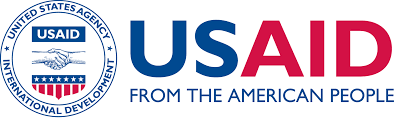 UNITED STATES AGENCY
USAID
INTERNATIONAL DEVELOPMENT
USAID
FROM THE AMERICAN PEOPLE